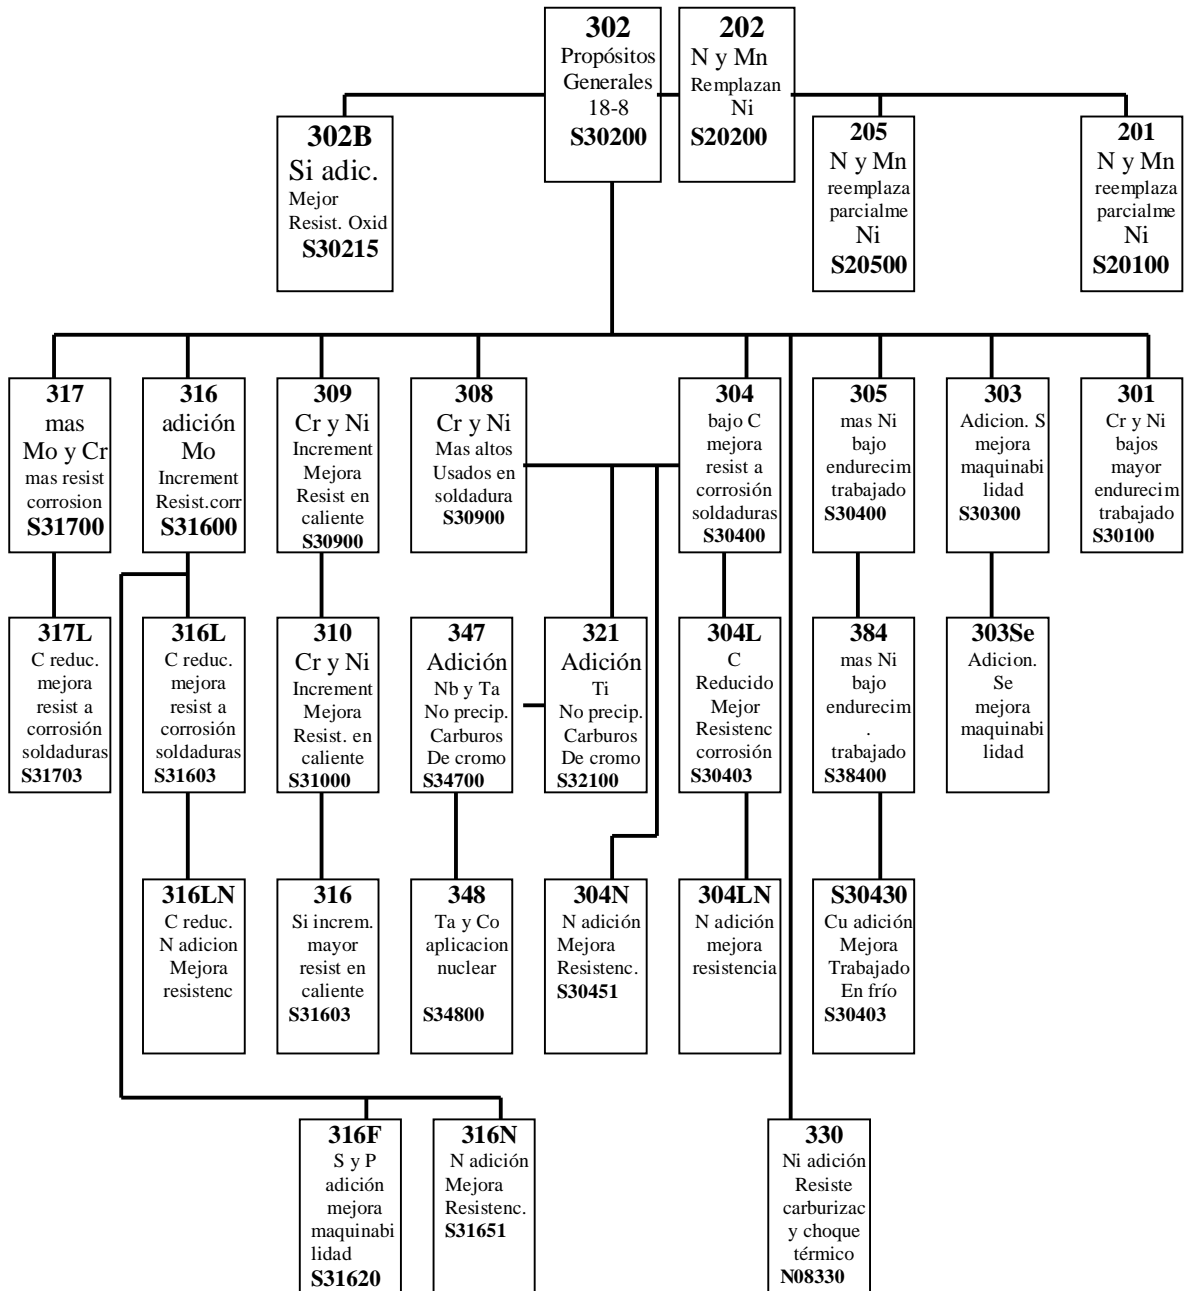 302
Propósitos
Generales
18-8
S30200
202
N y Mn
Remplazan
Ni
S20200
302B
Si adic.
Mejor
Resist. Oxid
S30215
205
N y Mn
reemplaza
parcialme
Ni
S20500
201
N y Mn
reemplaza
parcialme
Ni
S20100
317
mas
Mo y Cr
mas resist
corrosion
S31700
316
adición
Mo
Increment
Resist.corr
S31600
309
Cr y Ni
Increment
Mejora
Resist en
caliente
S30900
308
Cr y Ni
Mas altos
Usados en
soldadura
S30900
304
bajo C
mejora
resist a
corrosión
soldaduras
S30400
305
mas Ni
bajo
endurecim
trabajado
S30400
303
Adicion. S
mejora
maquinabi
lidad
S30300
301
Cr y Ni
bajos
mayor
endurecim
trabajado
S30100
317L
C reduc.
mejora
resist a
corrosión
soldaduras
S31703
316L
C reduc.
mejora
resist a
corrosión
soldaduras
S31603
310
Cr y Ni
Increment
Mejora
Resist. en
caliente
S31000
347
Adición
Nb y Ta
No precip.
Carburos
De cromo
S34700
321
Adición
Ti
No precip.
Carburos
De cromo
S32100
304L
C
Reducido
Mejor
Resistenc
corrosión
S30403
384
mas Ni
bajo
endurecim
.
trabajado
S38400
303Se
Adicion.
Se
mejora
maquinabi
lidad
316LN
C reduc.
N adicion
Mejora
resistenc
316
Si increm.
mayor
resist en
caliente
S31603
348
Ta y Co
aplicacion
nuclear
S34800
304N
N adición
Mejora
Resistenc.
S30451
304LN
N adición
mejora
resistencia
S30430
Cu adición
Mejora
Trabajado
En frío
S30403
316F
S y P
adición
mejora
maquinabi
lidad
S31620
316N
N adición
Mejora
Resistenc.
S31651
330
Ni adición
Resiste
carburizac
y choque
térmico
N08330